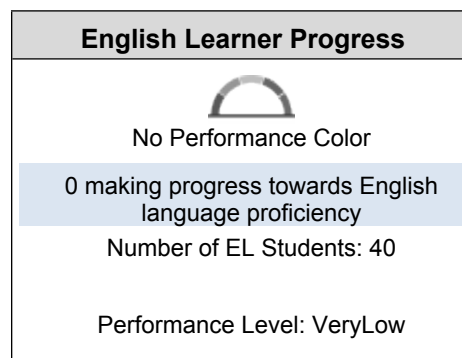 English Learner Progress
No Performance Color
0 making progress towards English
language proficiency
Number of EL Students: 40
Performance Level: VeryLow